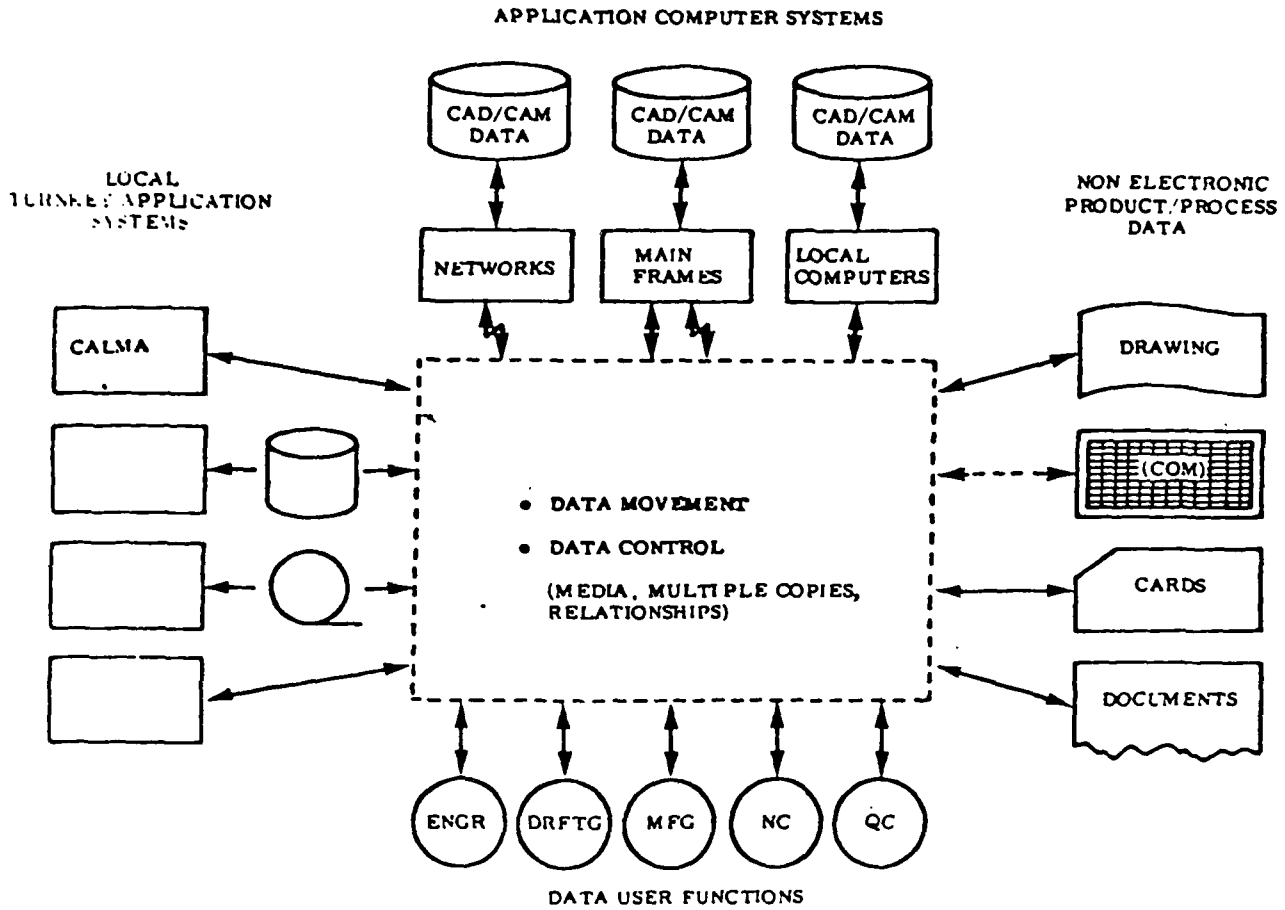 APPLICATION COMPUTER SYSTEMS
CAD/CAM
DATA
CAD/CAM
DATA
CAD/CAM
DATA
LOCAL
TURNKEY APPLICATION
SYSTEMS
NON ELECTRONIC
PRODUCT/PROCESS
DATA
NETWORKS
MAIN
FRAMES
LOCAL
COMPUTERS
CALMA
DRAWING
(COM)
• DATA MOVEMENT
• DATA CONTROL
(MEDIA, MULTIPLE COPIES,
RELATIONSHIPS)
CARDS
DOCUMENTS
ENGR
DRFTG
MFG
NC
QC
DATA USER FUNCTIONS